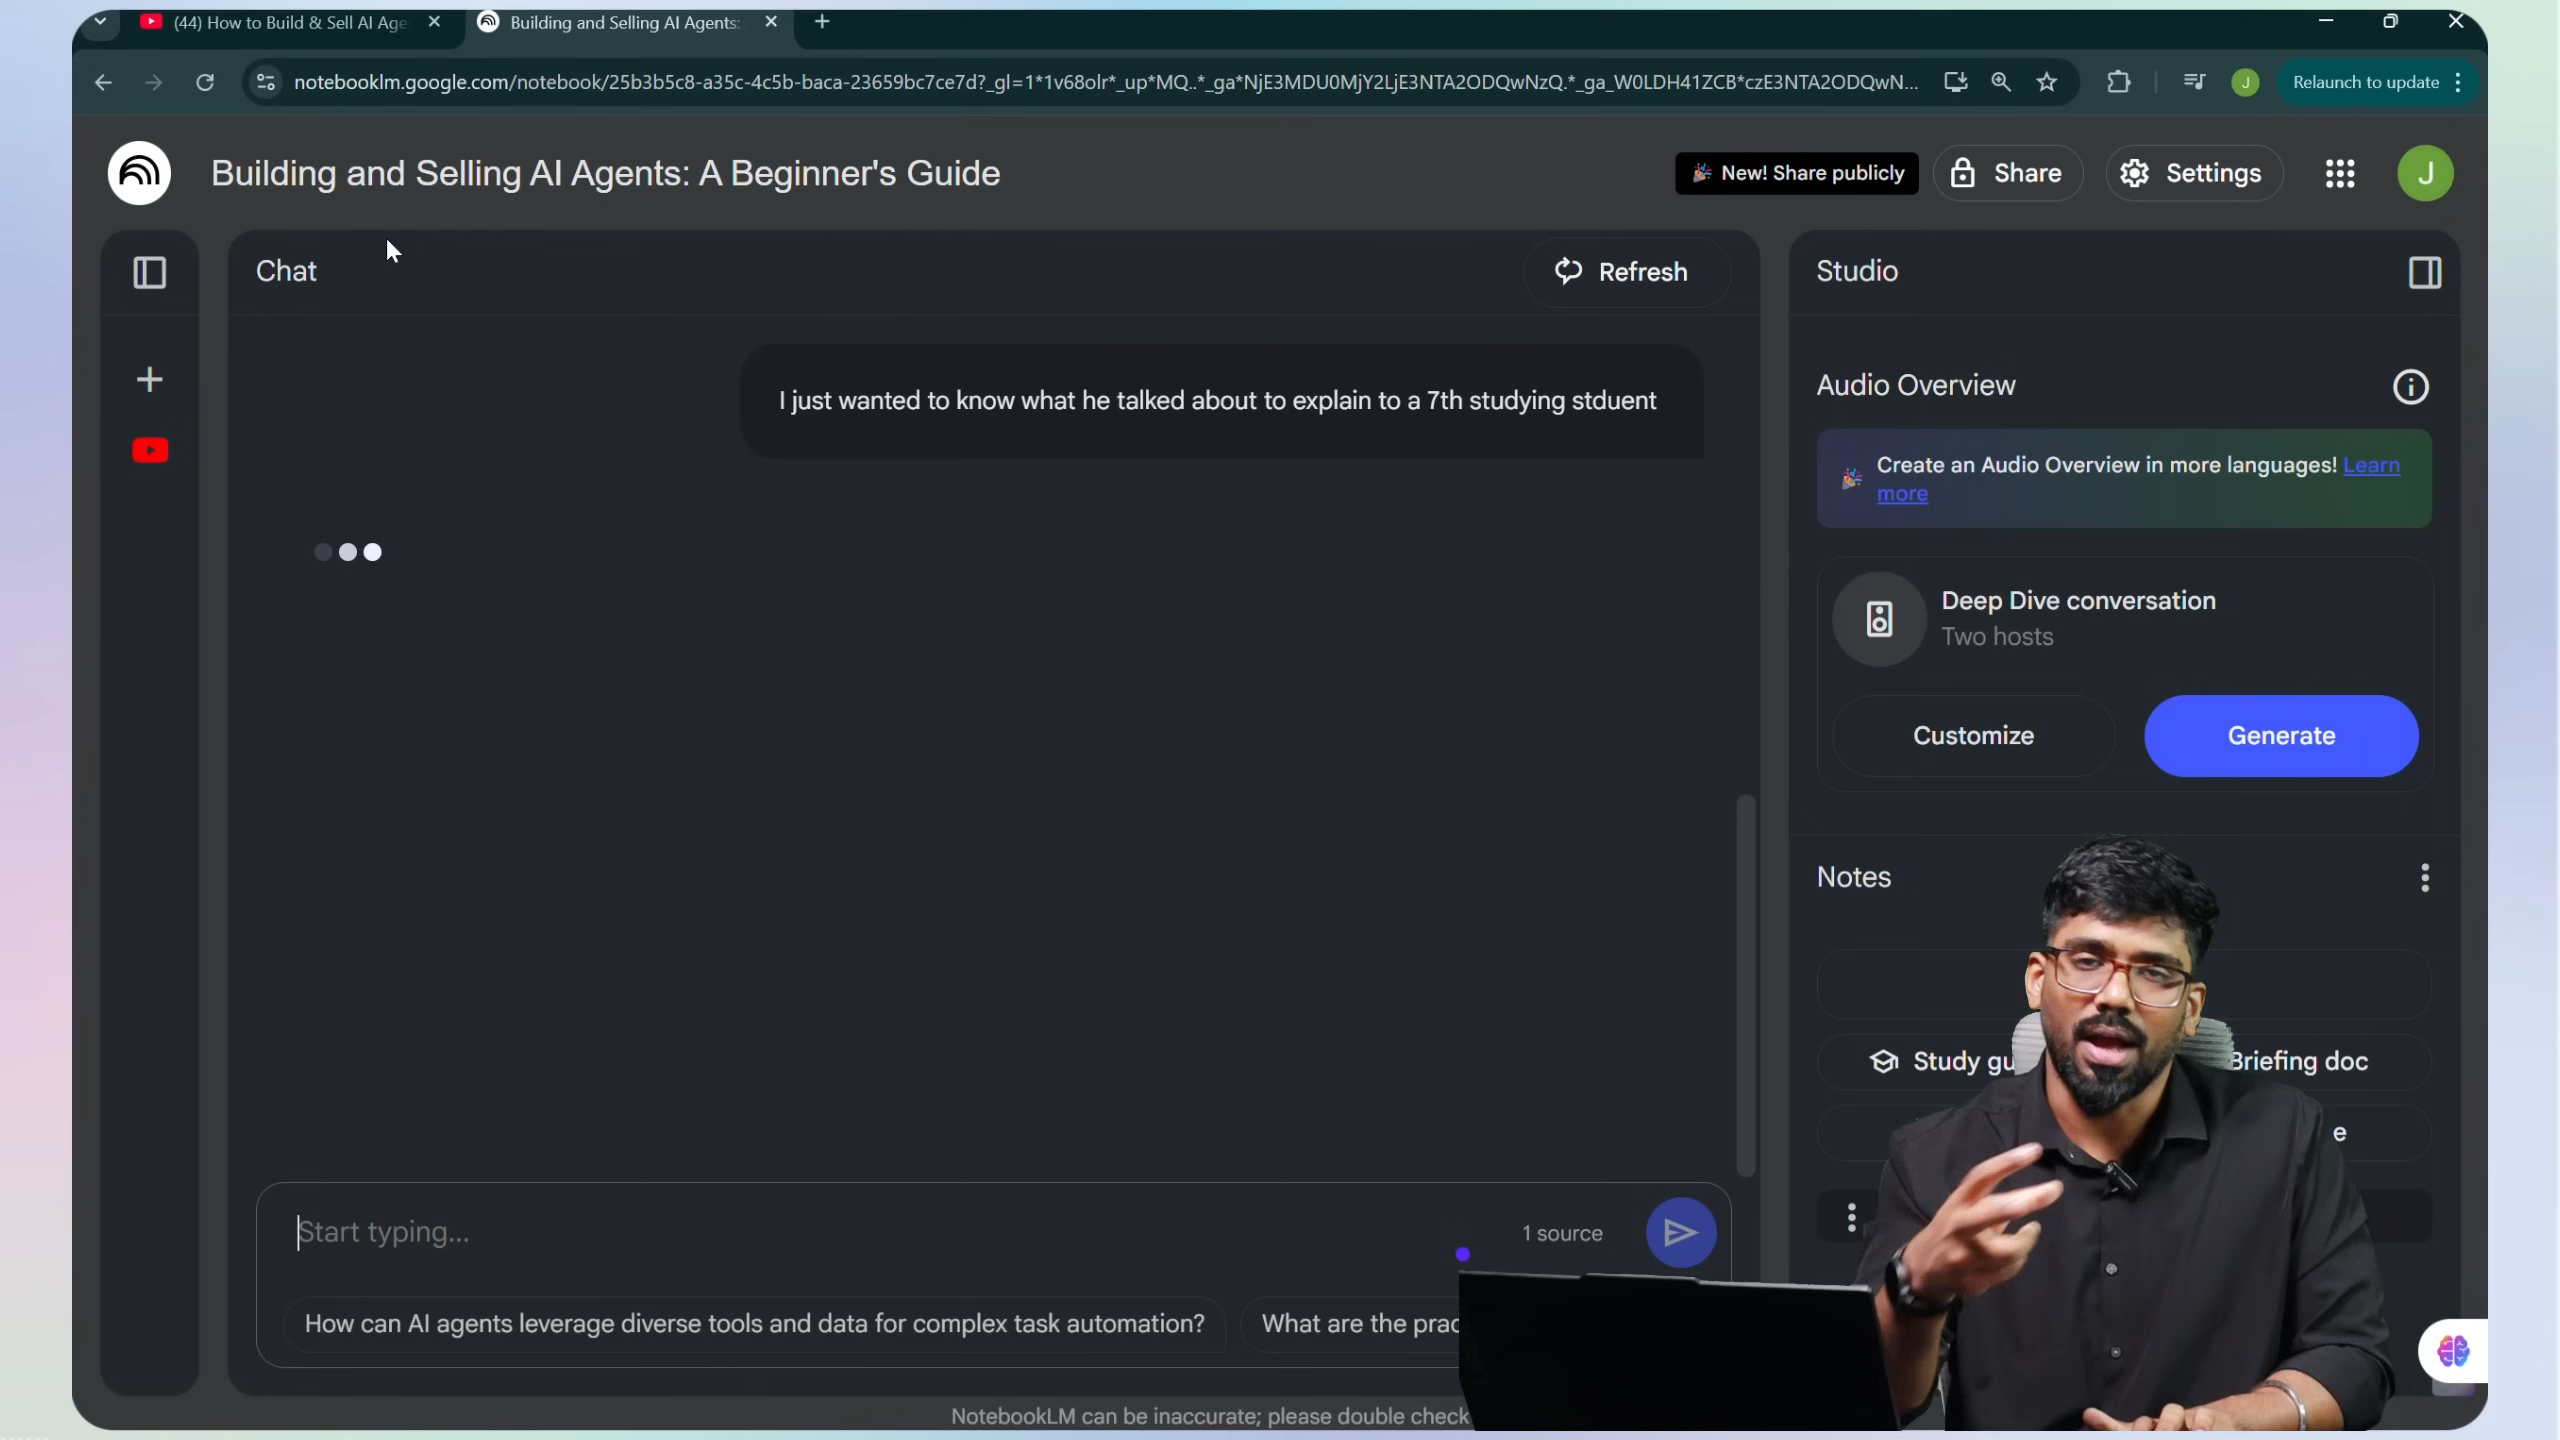 (44) How to Build & Sell AI Age
Building and Selling AI Agents:
notebooklm.google.com/notebook/25b3b5c8-a35c-4c5b-baca-23659bc7ce7d?_gl=1*1v68olr*_up*MQ..*_ga*NjE3MDU0MjY2LjE3NTA2ODQwNzQ.*_ga_W0LDH41ZCB*czE3NTA2ODQwN...
J
Relaunch to update
Building and Selling AI Agents: A Beginner's Guide
New! Share publicly
Share
Settings
J
Chat
Refresh
I just wanted to know what he talked about to explain to a 7th studying stduent
Start typing...
1 source
How can AI agents leverage diverse tools and data for complex task automation?
What are the prac
NotebookLM can be inaccurate; please double check
Studio
Audio Overview
Create an Audio Overview in more languages! Learn
more
Deep Dive conversation
Two hosts
Customize
Generate
Notes
Study gu
Briefing doc
e